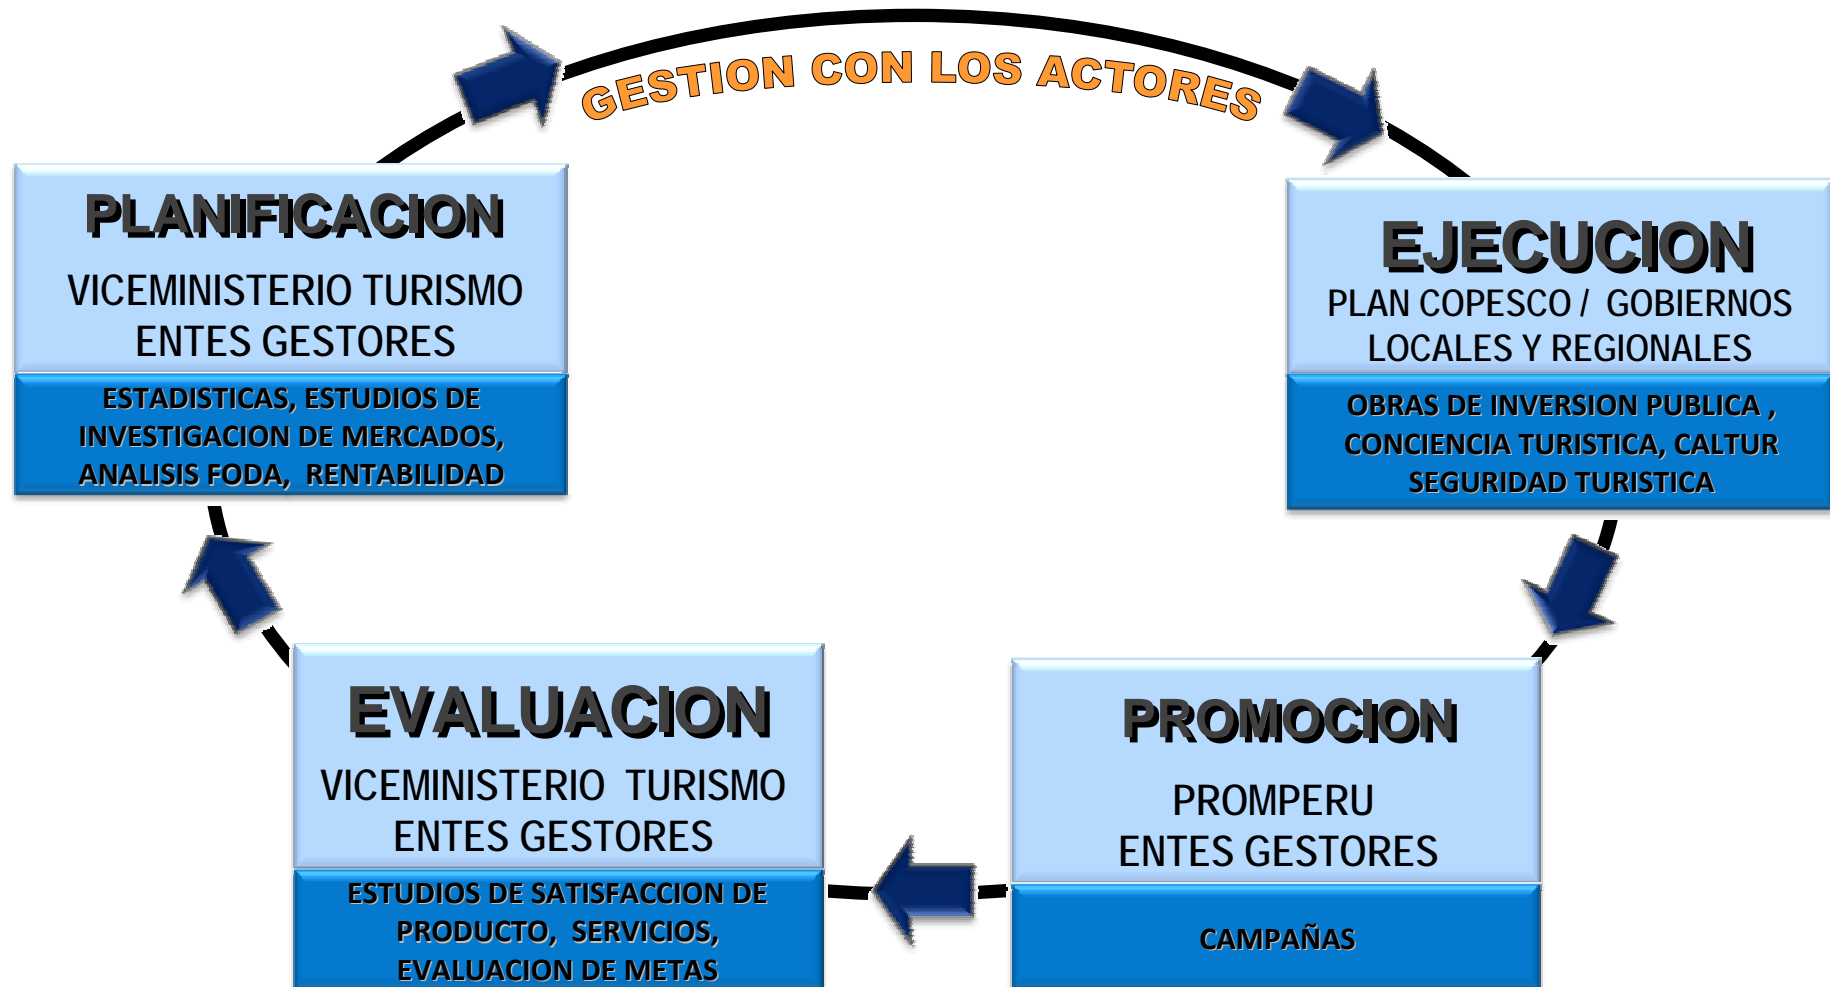 GESTION CON LOS ACTORES
PLANIFICACION
VICEMINISTERIO TURISMO
ENTES GESTORES
ESTADISTICAS, ESTUDIOS DE
INVESTIGACION DE MERCADOS,
ANALISIS FODA, RENTABILIDAD
EJECUCION
PLAN COPESCO / GOBIERNOS
LOCALES Y REGIONALES
OBRAS DE INVERSION PUBLICA ,
CONCIENCIA TURISTICA, CALTUR
SEGURIDAD TURISTICA
EVALUACION
VICEMINISTERIO TURISMO
ENTES GESTORES
ESTUDIOS DE SATISFACCION DE
PRODUCTO, SERVICIOS,
EVALUACION DE METAS
PROMOCION
PROMPERU
ENTES GESTORES
CAMPAÑAS